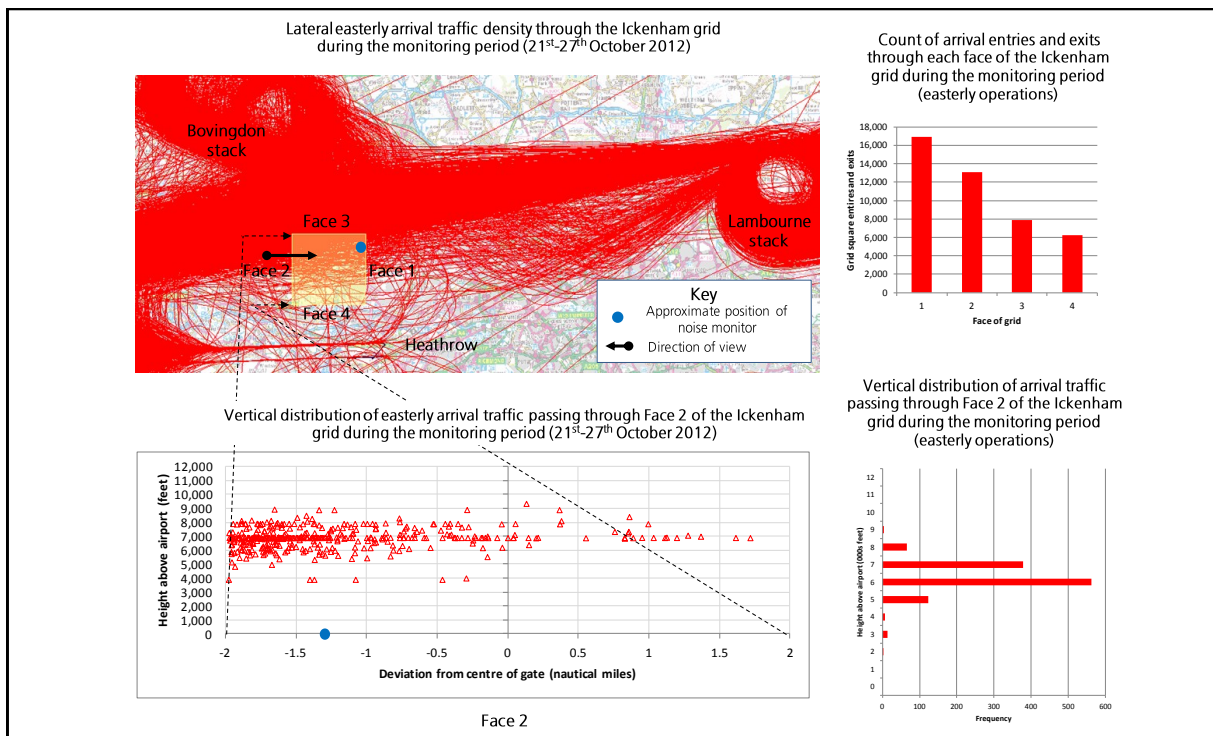 Lateral easterly arrival traffic density through the Ickenham grid
during the monitoring period (21st-27th October 2012)
Bovingdon
stack
Face 3
Lambourne
stack
Face 2
Face 1
Face 4
Heathrow
Key
Approximate position of
noise monitor
Direction of view
Count of arrival entries and exits
through each face of the Ickenham
grid during the monitoring period
(easterly operations)
Grid square entires and exits
18,000
16,000
14,000
12,000
10,000
8,000
6,000
4,000
2,000
0
1 2 3 4
Face of grid
Vertical distribution of easterly arrival traffic passing through Face 2 of the Ickenham
grid during the monitoring period (21st-27th October 2012)
Height above airport (feet)
12,000
11,000
10,000
9,000
8,000
7,000
6,000
5,000
4,000
3,000
2,000
1,000
0
-2 -1.5 -1 -0.5 0 0.5 1 1.5 2
Deviation from centre of gate (nautical miles)
Face 2
Vertical distribution of arrival traffic
passing through Face 2 of the Ickenham
grid during the monitoring period
(easterly operations)
Height above airport (000s feet)
12
11
10
9
8
7
6
5
4
3
2
1
0
0 100 200 300 400 500 600
Frequency